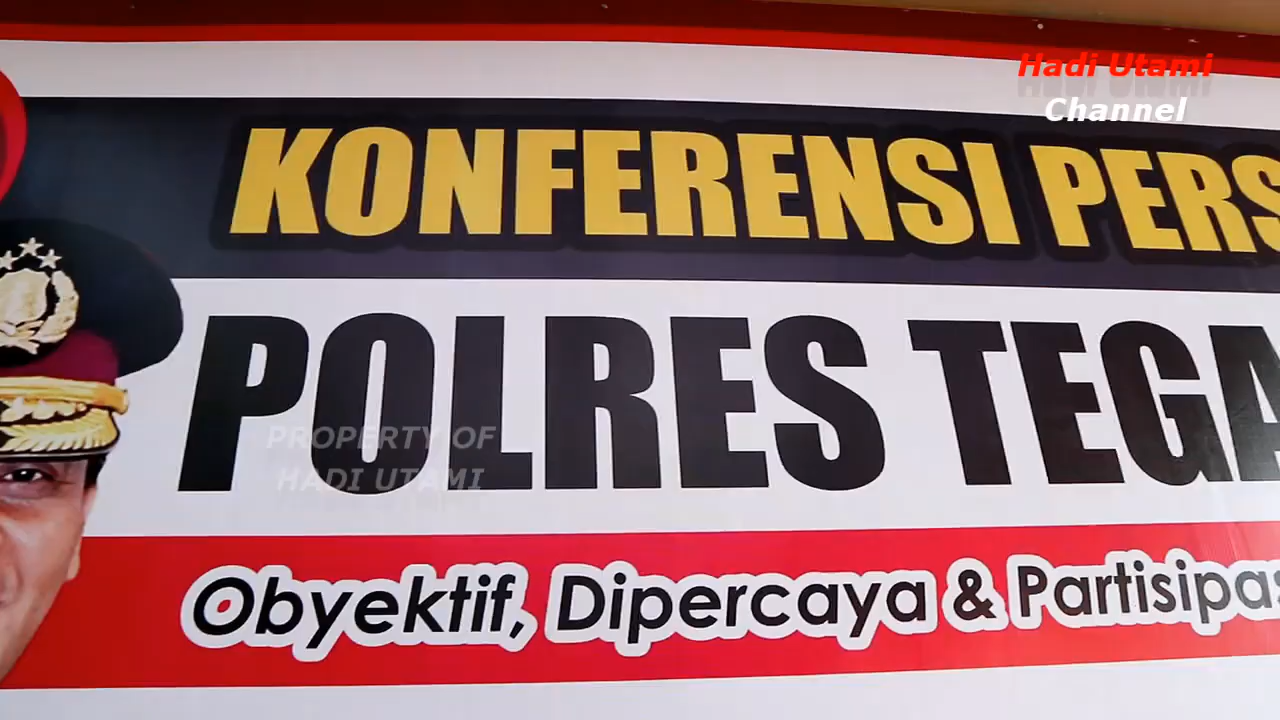 Hadi Utami
Channel
KONFERENSI PERS
POLRES TEGA
PROPERTY OF
HADI UTAMI
Obyektif, Dipercaya & Partisipas